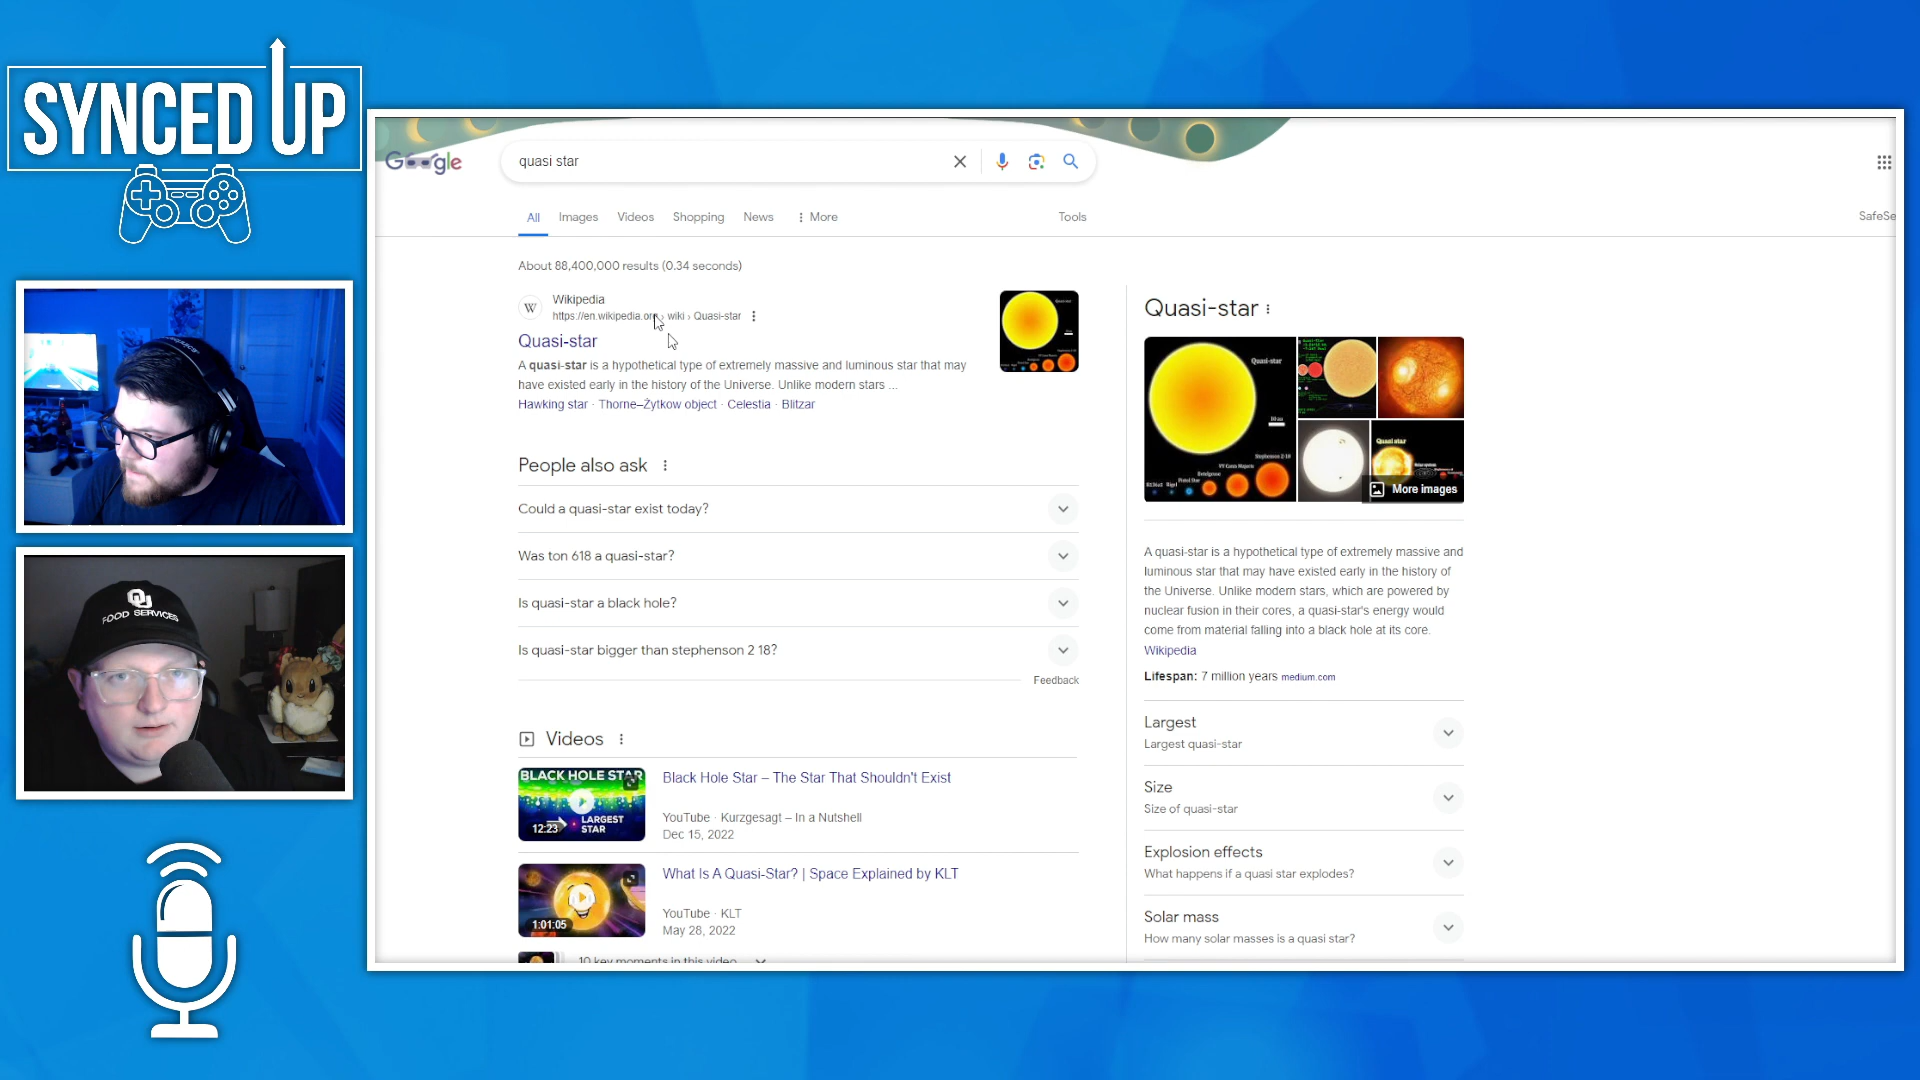 SYNCED UP
Google
quasi star
All
Images
Videos
Shopping
News
More
Tools
SafeSe
About 88,400,000 results (0.34 seconds)
W
Wikipedia
https://en.wikipedia.org › wiki › Quasi-star
Quasi-star
A quasi-star is a hypothetical type of extremely massive and luminous star that may
have existed early in the history of the Universe. Unlike modern stars ...
Hawking star · Thorne–Żytkow object · Celestia · Blitzar
People also ask
Could a quasi-star exist today?
Was ton 618 a quasi-star?
Is quasi-star a black hole?
Is quasi-star bigger than stephenson 2 18?
Feedback
Videos
BLACK HOLE STAR
LARGEST
STAR
12:23
Black Hole Star – The Star That Shouldn't Exist
YouTube · Kurzgesagt – In a Nutshell
Dec 15, 2022
1:01:05
What Is A Quasi-Star? | Space Explained by KLT
YouTube · KLT
May 28, 2022
10 key moments in this video
Quasi-star
Quasi-star
Stephenson 2-18
More images
A quasi-star is a hypothetical type of extremely massive and
luminous star that may have existed early in the history of
the Universe. Unlike modern stars, which are powered by
nuclear fusion in their cores, a quasi-star's energy would
come from material falling into a black hole at its core.
Wikipedia
Lifespan: 7 million years medium.com
Largest
Largest quasi-star
Size
Size of quasi-star
Explosion effects
What happens if a quasi star explodes?
Solar mass
How many solar masses is a quasi star?
OU
FOOD SERVICES